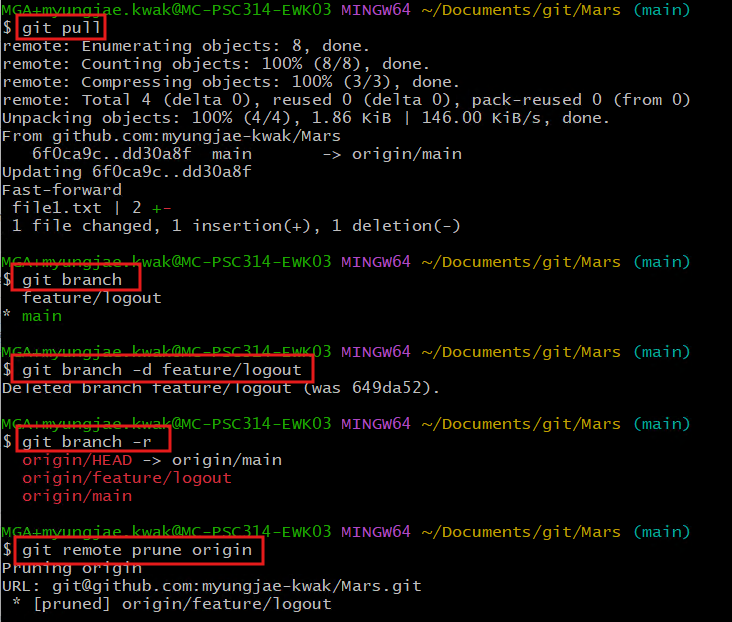 MGA+myungjae.kwak@MC-PSC314-EWK03 MINGW64 ~/Documents/git/Mars (main)
$ git pull
remote: Enumerating objects: 8, done.
remote: Counting objects: 100% (8/8), done.
remote: Compressing objects: 100% (3/3), done.
remote: Total 4 (delta 0), reused 0 (delta 0), pack-reused 0 (from 0)
Unpacking objects: 100% (4/4), 1.86 KiB | 146.00 KiB/s, done.
From github.com:myungjae-kwak/Mars
   6f0ca9c..dd30a8f  main       -> origin/main
Updating 6f0ca9c..dd30a8f
Fast-forward
 file1.txt | 2 +-
 1 file changed, 1 insertion(+), 1 deletion(-)
MGA+myungjae.kwak@MC-PSC314-EWK03 MINGW64 ~/Documents/git/Mars (main)
$ git branch
  feature/logout
* main
MGA+myungjae.kwak@MC-PSC314-EWK03 MINGW64 ~/Documents/git/Mars (main)
$ git branch -d feature/logout
Deleted branch feature/logout (was 649da52).
MGA+myungjae.kwak@MC-PSC314-EWK03 MINGW64 ~/Documents/git/Mars (main)
$ git branch -r
  origin/HEAD -> origin/main
  origin/feature/logout
  origin/main
MGA+myungjae.kwak@MC-PSC314-EWK03 MINGW64 ~/Documents/git/Mars (main)
$ git remote prune origin
Pruning origin
URL: git@github.com:myungjae-kwak/Mars.git
 * [pruned] origin/feature/logout